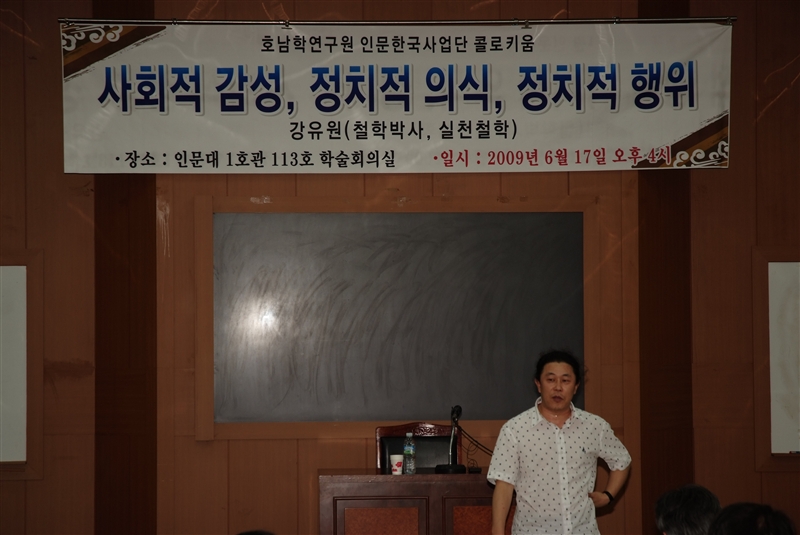 호남학연구원 인문한국사업단 콜로키움
사회적 감성, 정치적 의식, 정치적 행위
강유원(철학박사, 실천철학)
·장소 : 인문대 1호관 113호 학술회의실 ·일시 : 2009년 6월 17일 오후 4시